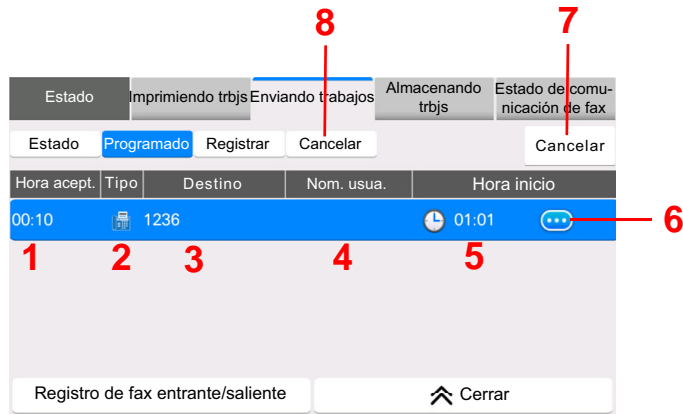 8 7
Estado Imprimiendo trbjs Enviando trabajos Almacenando trbjs Estado de comu-nicación de fax
Estado Programado Registrar Cancelar Cancelar
Hora acept. Tipo Destino Nom. usua. Hora inicio
00:10 1236 01:01 6
1 2 3 4 5
Registro de fax entrante/saliente Cerrar